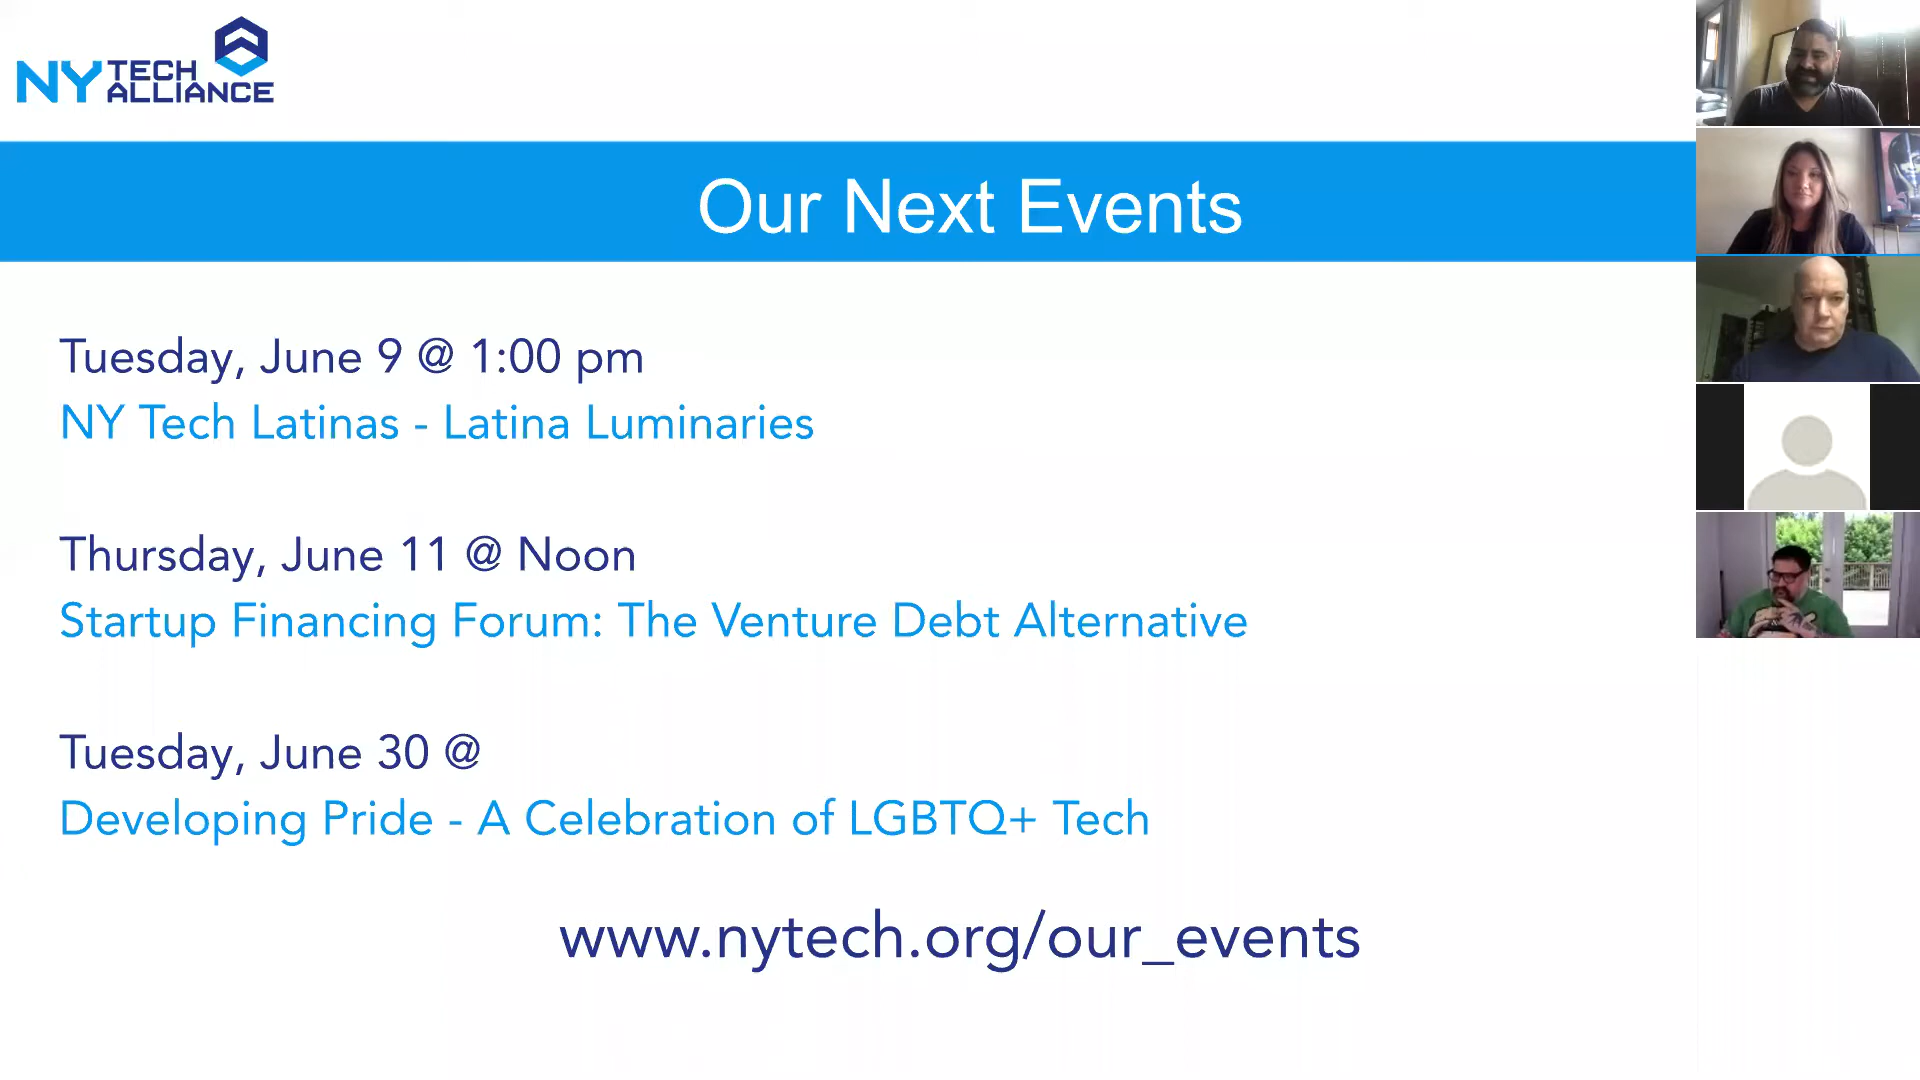 NY TECH
ALLIANCE
Our Next Events
Tuesday, June 9 @ 1:00 pm
NY Tech Latinas - Latina Luminaries
Thursday, June 11 @ Noon
Startup Financing Forum: The Venture Debt Alternative
Tuesday, June 30 @
Developing Pride - A Celebration of LGBTQ+ Tech
www.nytech.org/our_events